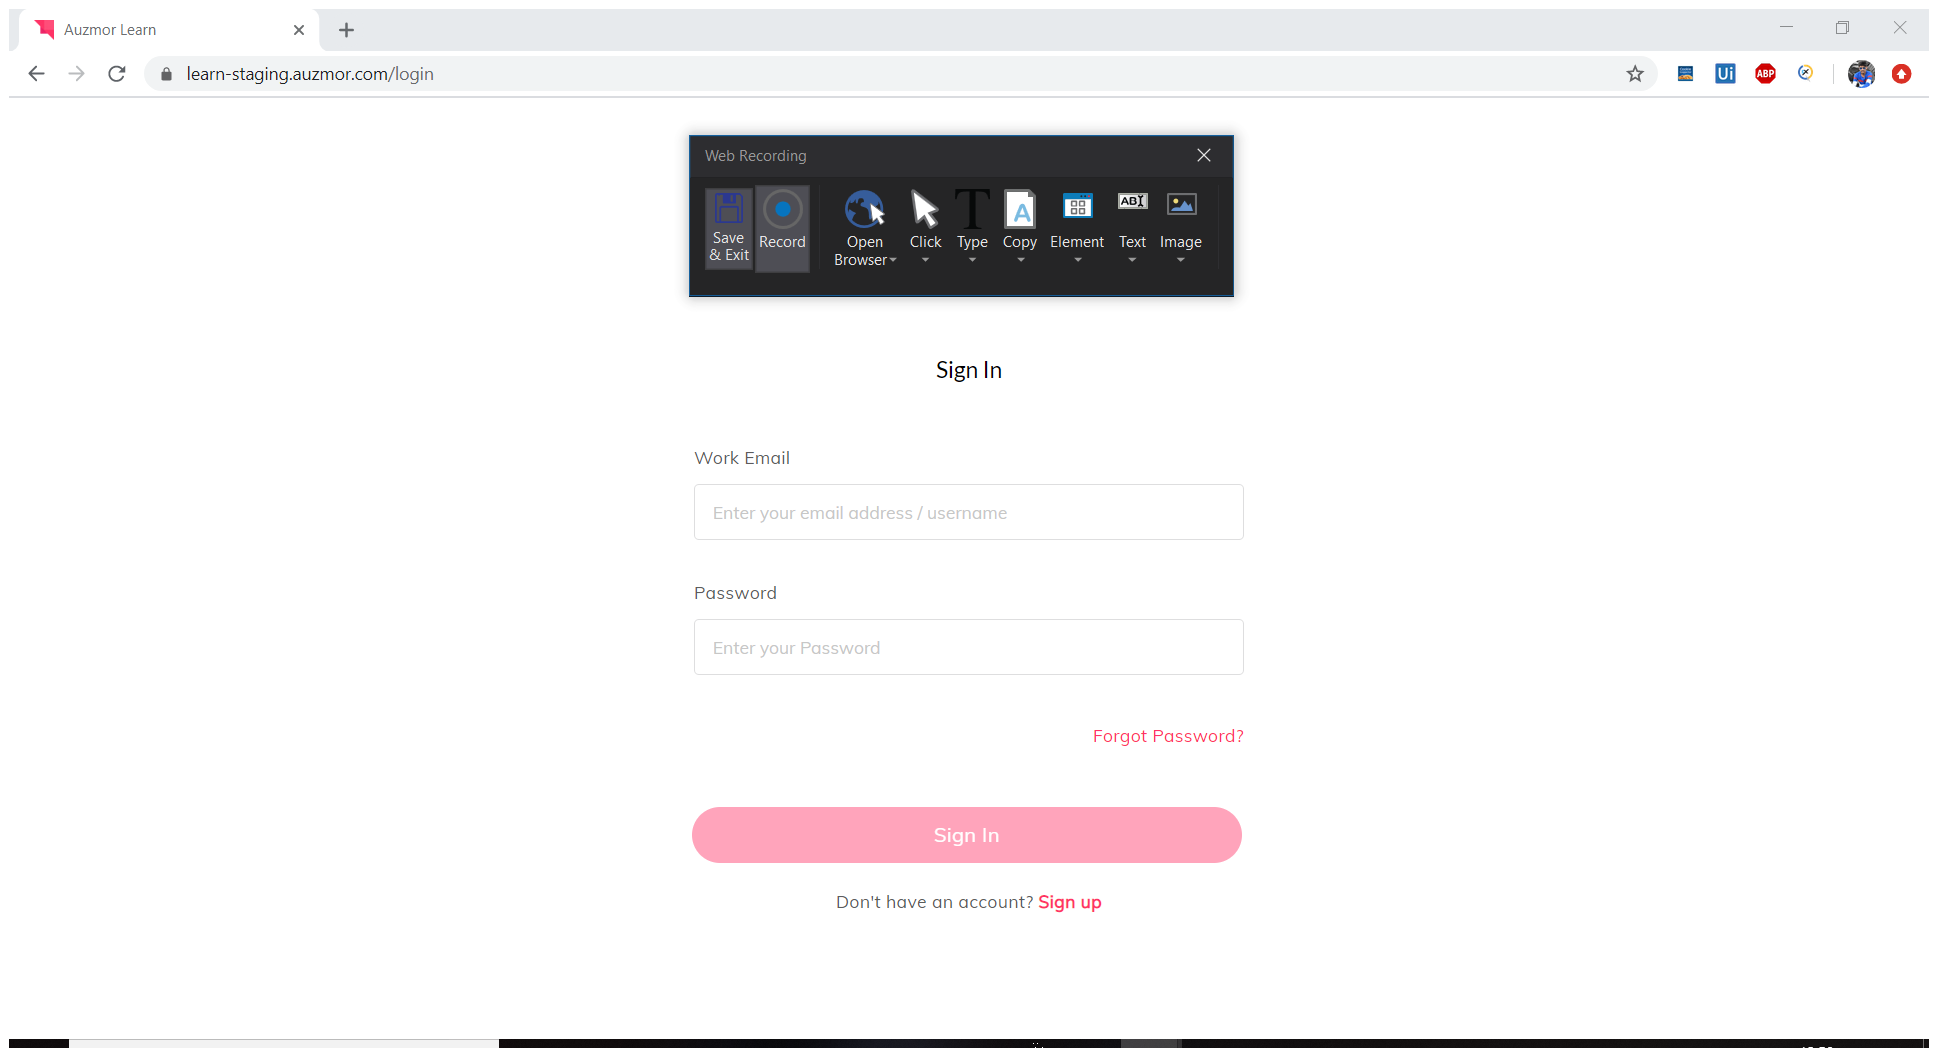 Auzmor Learn
learn-staging.auzmor.com/login
Ui
ABP
Web Recording
Save
& Exit
Record
Open
Browser
Click
Type
Copy
Element
Text
Image
T
A
ABI
Sign In
Work Email
Enter your email address / username
Password
Enter your Password
Forgot Password?
Sign In
Don't have an account? Sign up